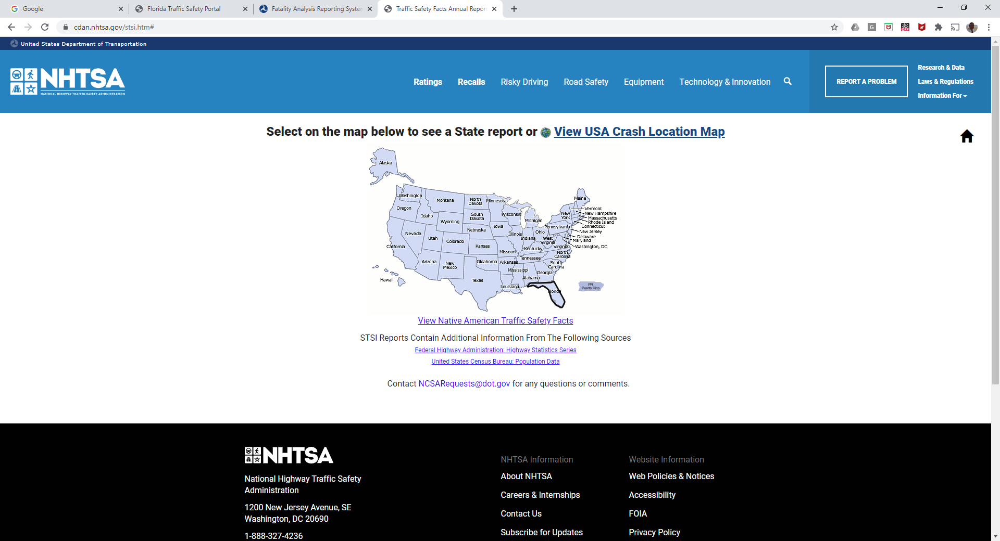 Google
Florida Traffic Safety Portal
Fatality Analysis Reporting System
Traffic Safety Facts Annual Report
cdan.nhtsa.gov/stsi.htm#
G
OFF
United States Department of Transportation
NHTSA
NATIONAL HIGHWAY TRAFFIC SAFETY ADMINISTRATION
Ratings
Recalls
Risky Driving
Road Safety
Equipment
Technology & Innovation
REPORT A PROBLEM
Research & Data
Laws & Regulations
Information For
Select on the map below to see a State report or View USA Crash Location Map
Alaska
Washington
Montana
North Dakota
Minnesota
Maine
Oregon
Idaho
Wyoming
South Dakota
Wisconsin
Michigan
New York
Vermont
New Hampshire
Massachusetts
Rhode Island
Connecticut
New Jersey
Delaware
Maryland
Washington, DC
Nevada
Utah
Colorado
Nebraska
Iowa
Illinois
Indiana
Ohio
Pennsylvania
West Virginia
Virginia
California
Kansas
Missouri
Kentucky
North Carolina
Arizona
New Mexico
Oklahoma
Arkansas
Tennessee
South Carolina
Mississippi
Alabama
Georgia
Hawaii
Texas
Louisiana
Florida
PR
Puerto Rico
View Native American Traffic Safety Facts
STSI Reports Contain Additional Information From The Following Sources
Federal Highway Administration: Highway Statistics Series
United States Census Bureau: Population Data
Contact NCSARequests@dot.gov for any questions or comments.
NHTSA
National Highway Traffic Safety
Administration
1200 New Jersey Avenue, SE
Washington, DC 20690
1-888-327-4236
NHTSA Information
About NHTSA
Careers & Internships
Contact Us
Subscribe for Updates
Website Information
Web Policies & Notices
Accessibility
FOIA
Privacy Policy